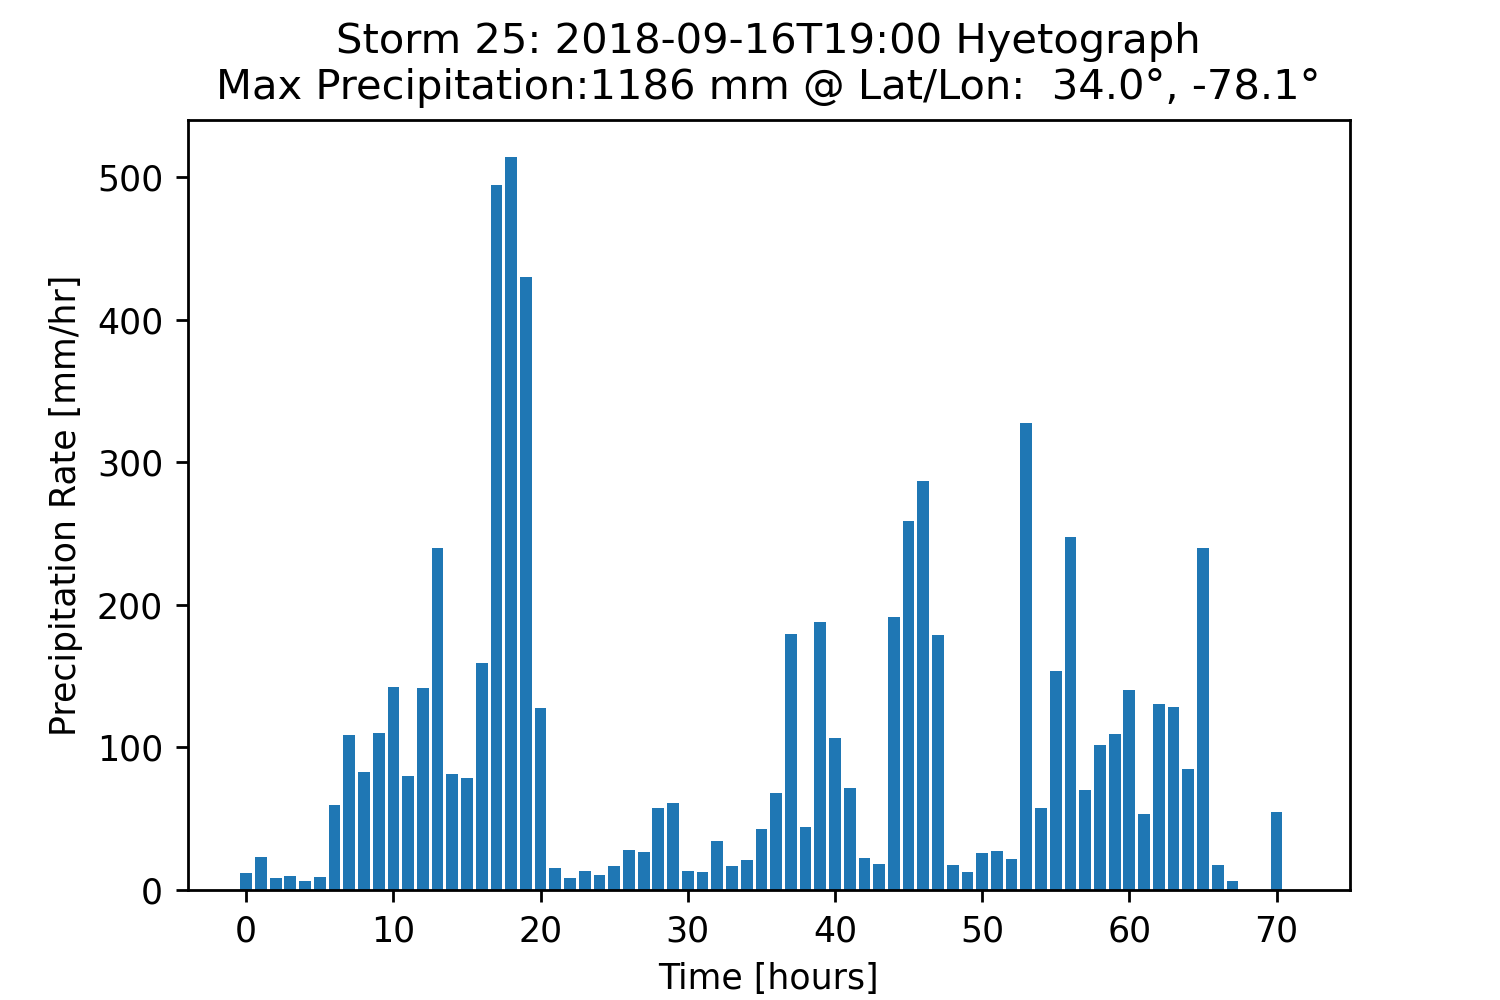 Storm 25: 2018-09-16T19:00 Hyetograph
Max Precipitation:1186 mm @ Lat/Lon:  34.0°, -78.1°
500
400
300
200
100
0
Precipitation Rate [mm/hr]
0 10 20 30 40 50 60 70
Time [hours]